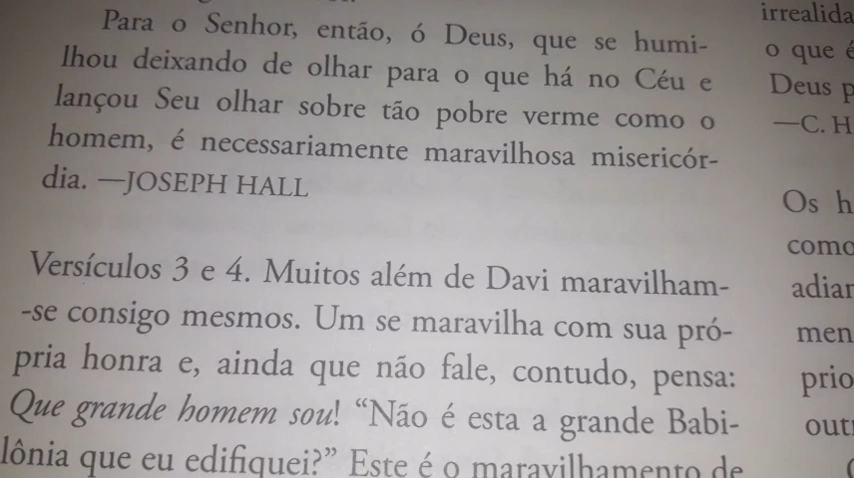 Para o Senhor, então, ó Deus, que se humi-
lhou deixando de olhar para o que há no Céu e
lançou Seu olhar sobre tão pobre verme como o
homem, é necessariamente maravilhosa misericór-
dia. —JOSEPH HALL
Versículos 3 e 4. Muitos além de Davi maravilham-
-se consigo mesmos. Um se maravilha com sua pró-
pria honra e, ainda que não fale, contudo, pensa:
Que grande homem sou! “Não é esta a grande Babi-
lônia que eu edifiquei?” Este é o maravilhamento de
irrealida
o que é
Deus p
—C. H
Os h
como
adiar
men
prio
outr